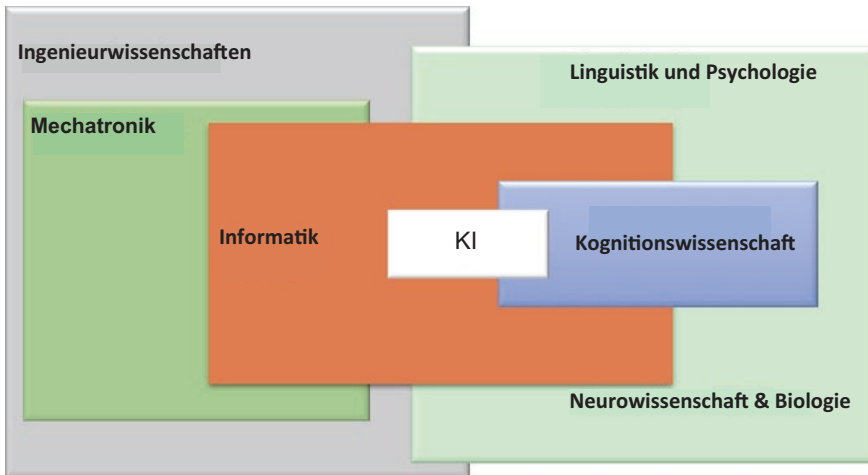 Ingenieurwissenschaften
Linguistik und Psychologie
Mechatronik
Informatik
KI
Kognitionswissenschaft
Neurowissenschaft & Biologie